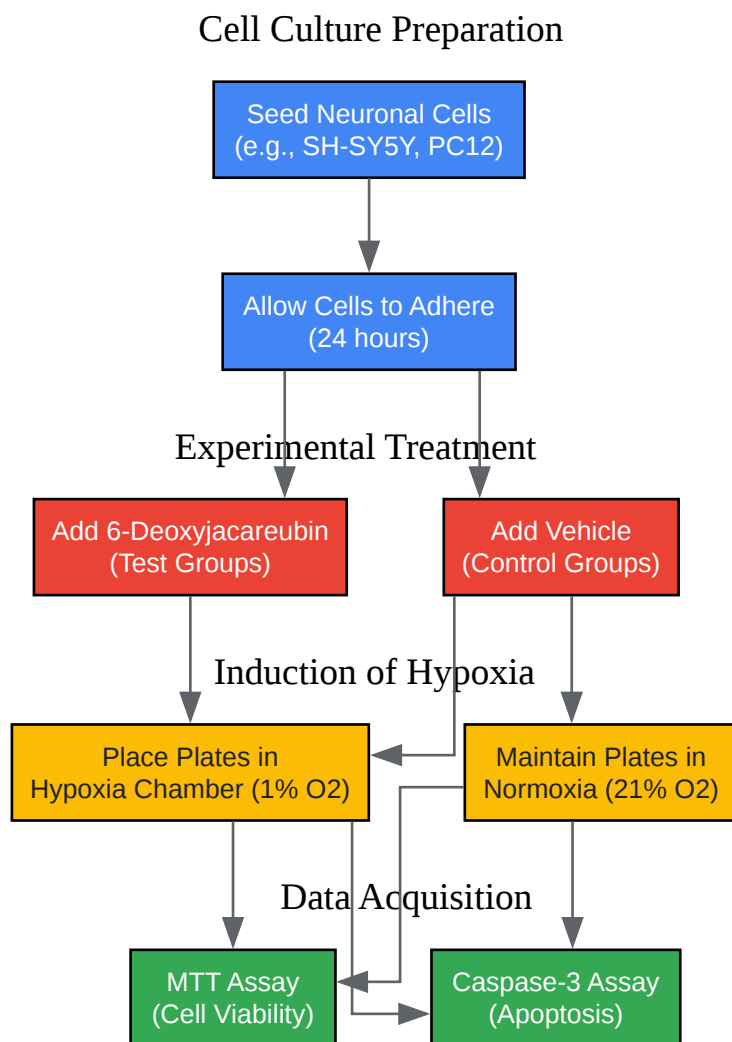 Cell Culture Preparation
Seed Neuronal Cells
(e.g., SH-SY5Y, PC12)
Allow Cells to Adhere
(24 hours)
Experimental Treatment
Add 6-Deoxyjacareubin
(Test Groups)
Add Vehicle
(Control Groups)
Induction of Hypoxia
Place Plates in
Hypoxia Chamber (1% O2)
Maintain Plates in
Normoxia (21% O2)
Data Acquisition
MTT Assay
(Cell Viability)
Caspase-3 Assay
(Apoptosis)